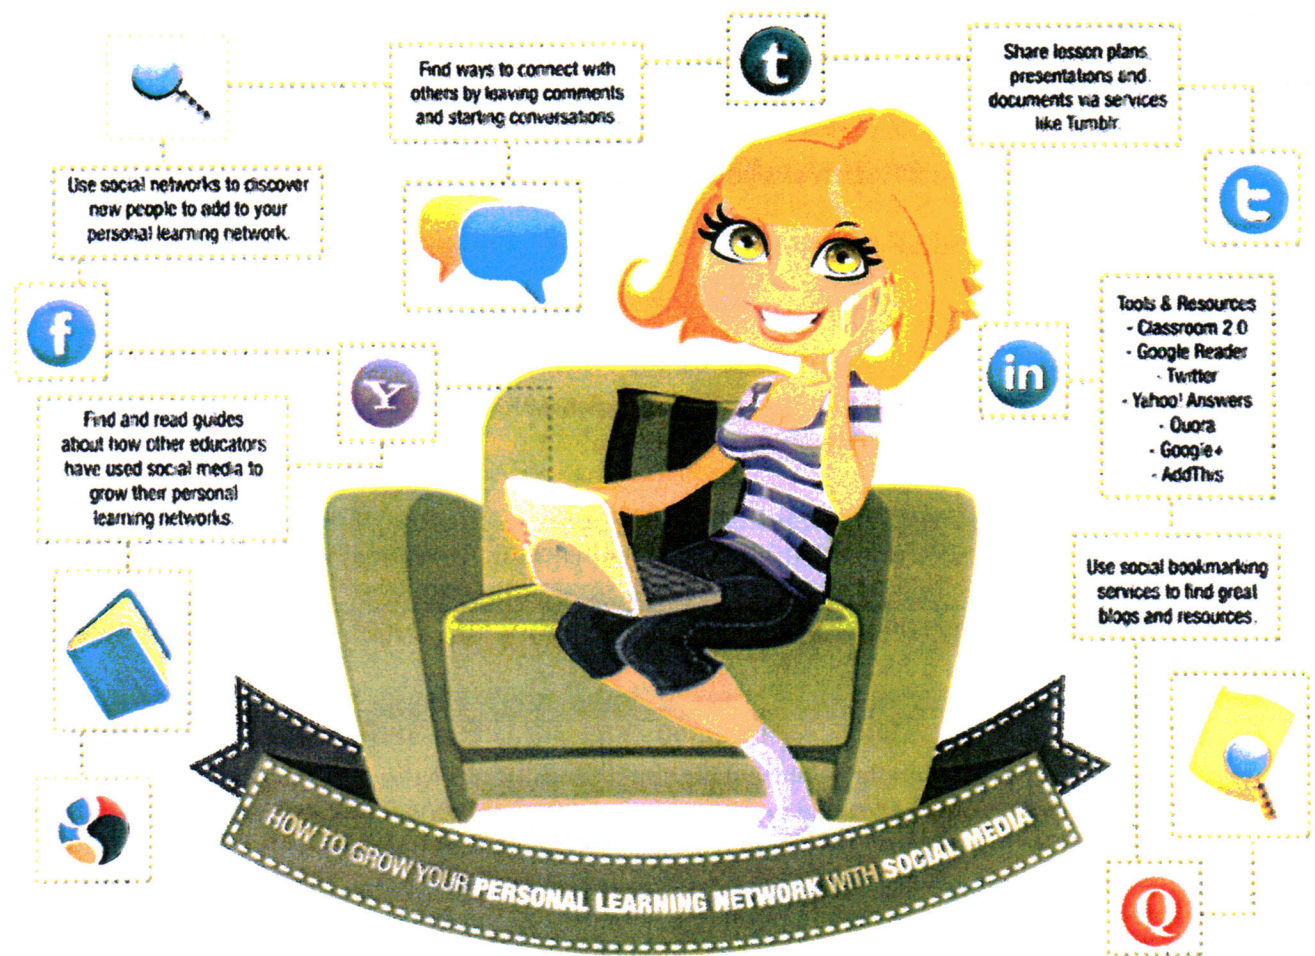 Find ways to connect with
others by leaving comments
and starting conversations.
t
Share lesson plans,
presentations and
documents via services
like Tumblr.
t
Use social networks to discover
new people to add to your
personal learning network.
f
Y
in
Tools & Resources
- Classroom 2.0
- Google Reader
- Twitter
- Yahoo! Answers
- Quora
- Google+
- AddThis
Find and read guides
about how other educators
have used social media to
grow their personal
learning networks.
Use social bookmarking
services to find great
blogs and resources.
HOW TO GROW YOUR PERSONAL LEARNING NETWORK WITH SOCIAL MEDIA
Q